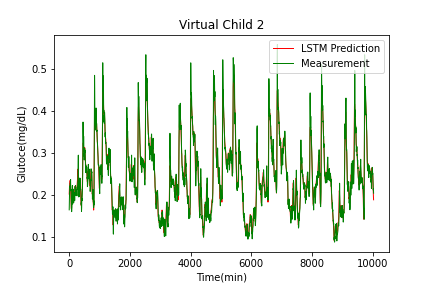 Virtual Child 2
LSTM Prediction
Measurement
Glutoce(mg/dL)
0.5
0.4
0.3
0.2
0.1
0 2000 4000 6000 8000 10000
Time(min)